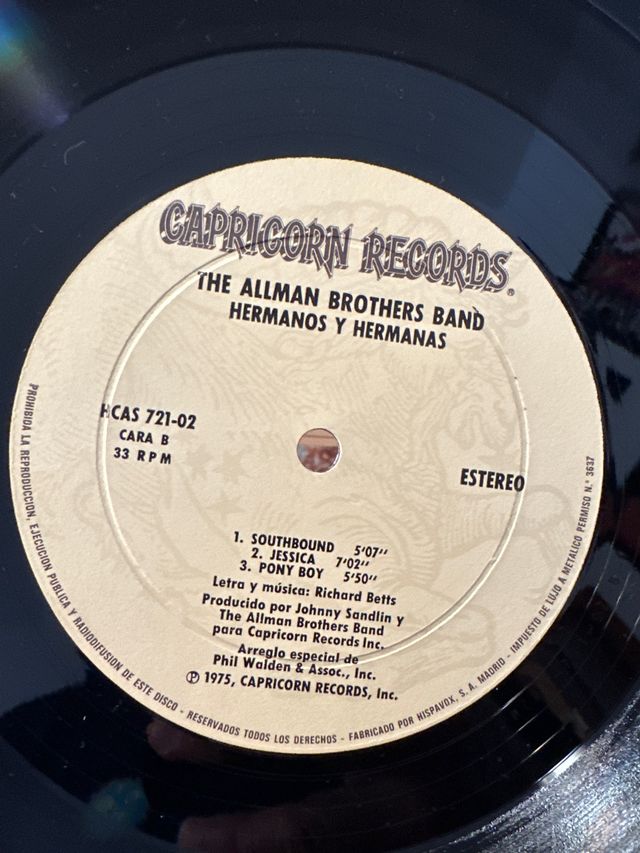 CAPRICORN RECORDS®
THE ALLMAN BROTHERS BAND
HERMANOS Y HERMANAS
HCAS 721-02
CARA B
33 RPM
ESTEREO
1. SOUTHBOUND 5'07''
2. JESSICA 7'02''
3. PONY BOY 5'50''
Letra y música: Richard Betts
Producido por Johnny Sandlin y
The Allman Brothers Band
para Capricorn Records Inc.
Arreglo especial de
Phil Walden & Assoc., Inc.
Ⓟ 1975, CAPRICORN RECORDS, Inc.
PROHIBIDA LA REPRODUCCION, EJECUCION PUBLICA Y RADIODIFUSION DE ESTE DISCO - RESERVADOS TODOS LOS DERECHOS - FABRICADO POR HISPAVOX, S. A. MADRID - IMPUESTO DE LUJO A METALICO PERMISO N.° 3637